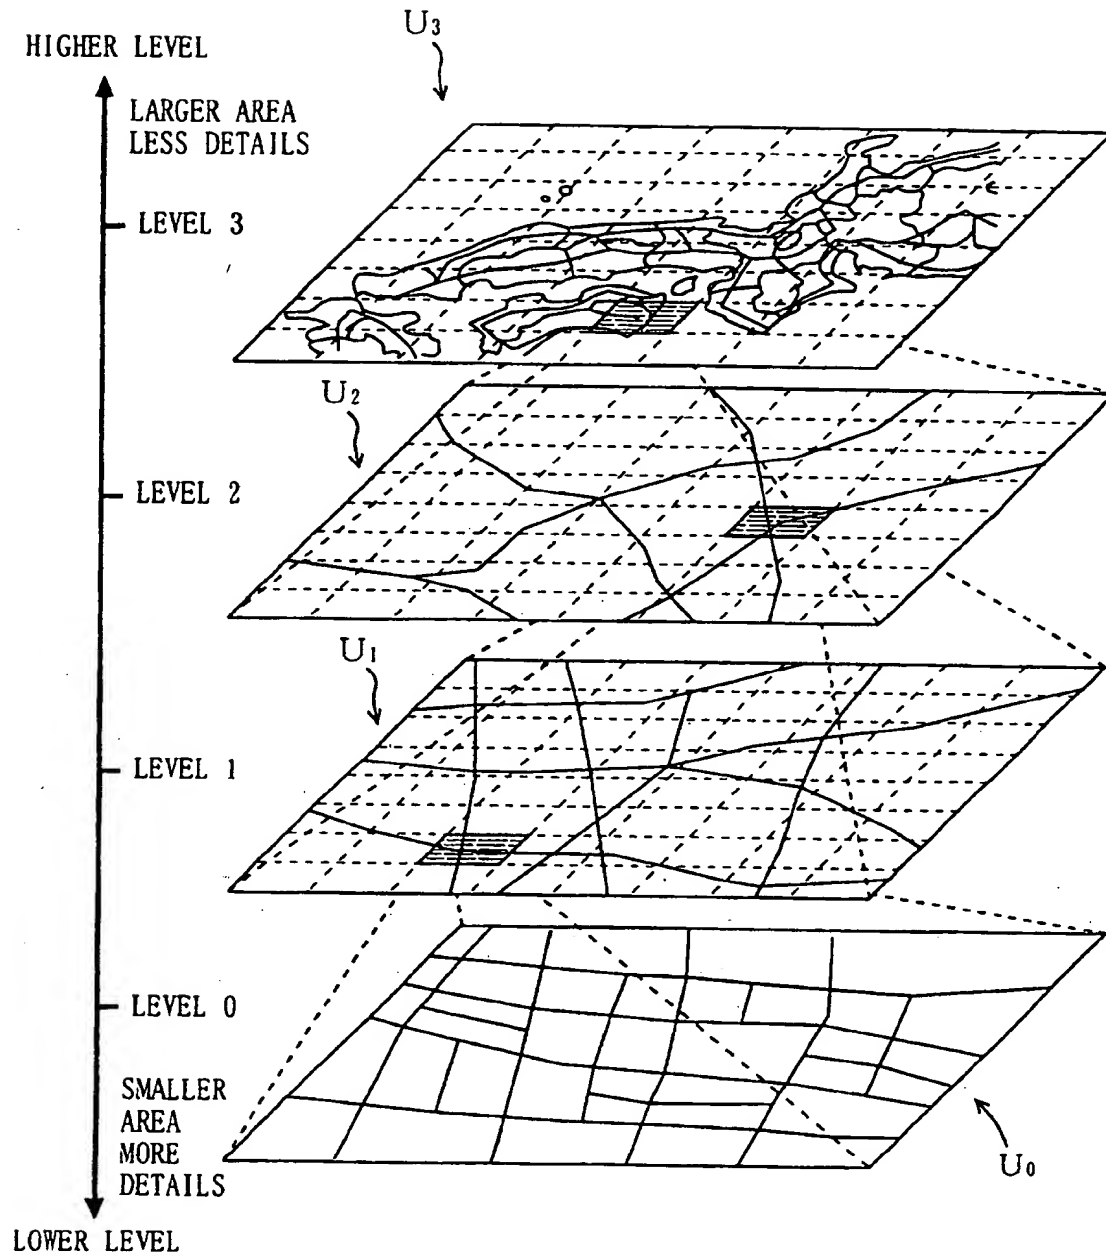 U3
HIGHER LEVEL
LARGER AREA
LESS DETAILS
LEVEL 3
U2
LEVEL 2
U1
LEVEL 1
LEVEL 0
SMALLER
AREA
MORE
DETAILS
U0
LOWER LEVEL